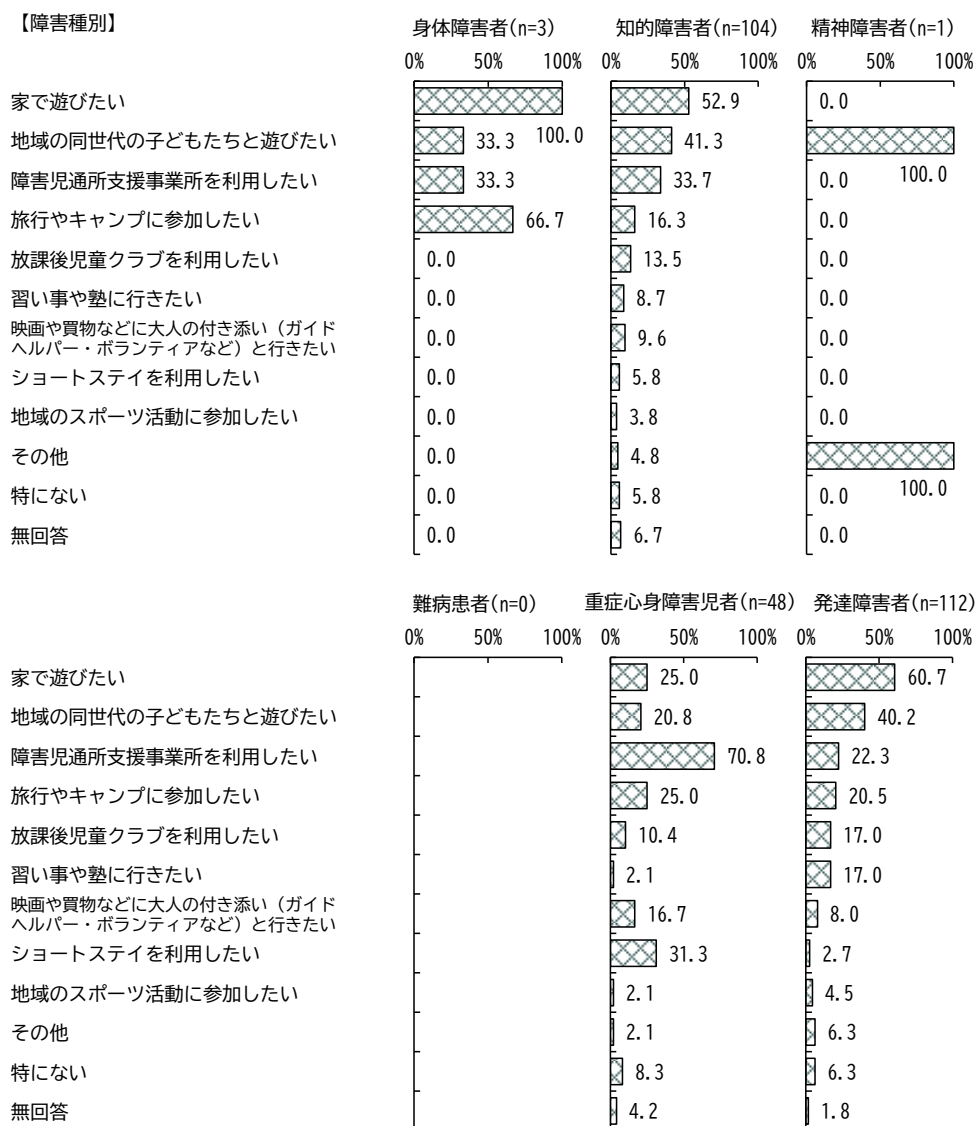 【障害種別】
身体障害者(n=3) 知的障害者(n=104) 精神障害者(n=1)
0% 50% 100% 0% 50% 100% 0% 50% 100%
家で遊びたい 52.9 0.0
地域の同世代の子どもたちと遊びたい 33.3 100.0 41.3
障害児通所支援事業所を利用したい 33.3 33.7 0.0 100.0
旅行やキャンプに参加したい 66.7 16.3 0.0
放課後児童クラブを利用したい 0.0 13.5 0.0
習い事や塾に行きたい 0.0 8.7 0.0
映画や買物などに大人の付き添い（ガイド
ヘルパー・ボランティアなど）と行きたい 0.0 9.6 0.0
ショートステイを利用したい 0.0 5.8 0.0
地域のスポーツ活動に参加したい 0.0 3.8 0.0
その他 0.0 4.8
特にない 0.0 5.8 0.0 100.0
無回答 0.0 6.7 0.0
難病患者(n=0) 重症心身障害児者(n=48) 発達障害者(n=112)
0% 50% 100% 0% 50% 100% 0% 50% 100%
家で遊びたい 25.0 60.7
地域の同世代の子どもたちと遊びたい 20.8 40.2
障害児通所支援事業所を利用したい 70.8 22.3
旅行やキャンプに参加したい 25.0 20.5
放課後児童クラブを利用したい 10.4 17.0
習い事や塾に行きたい 2.1 17.0
映画や買物などに大人の付き添い（ガイド
ヘルパー・ボランティアなど）と行きたい 16.7 8.0
ショートステイを利用したい 31.3 2.7
地域のスポーツ活動に参加したい 2.1 4.5
その他 2.1 6.3
特にない 8.3 6.3
無回答 4.2 1.8